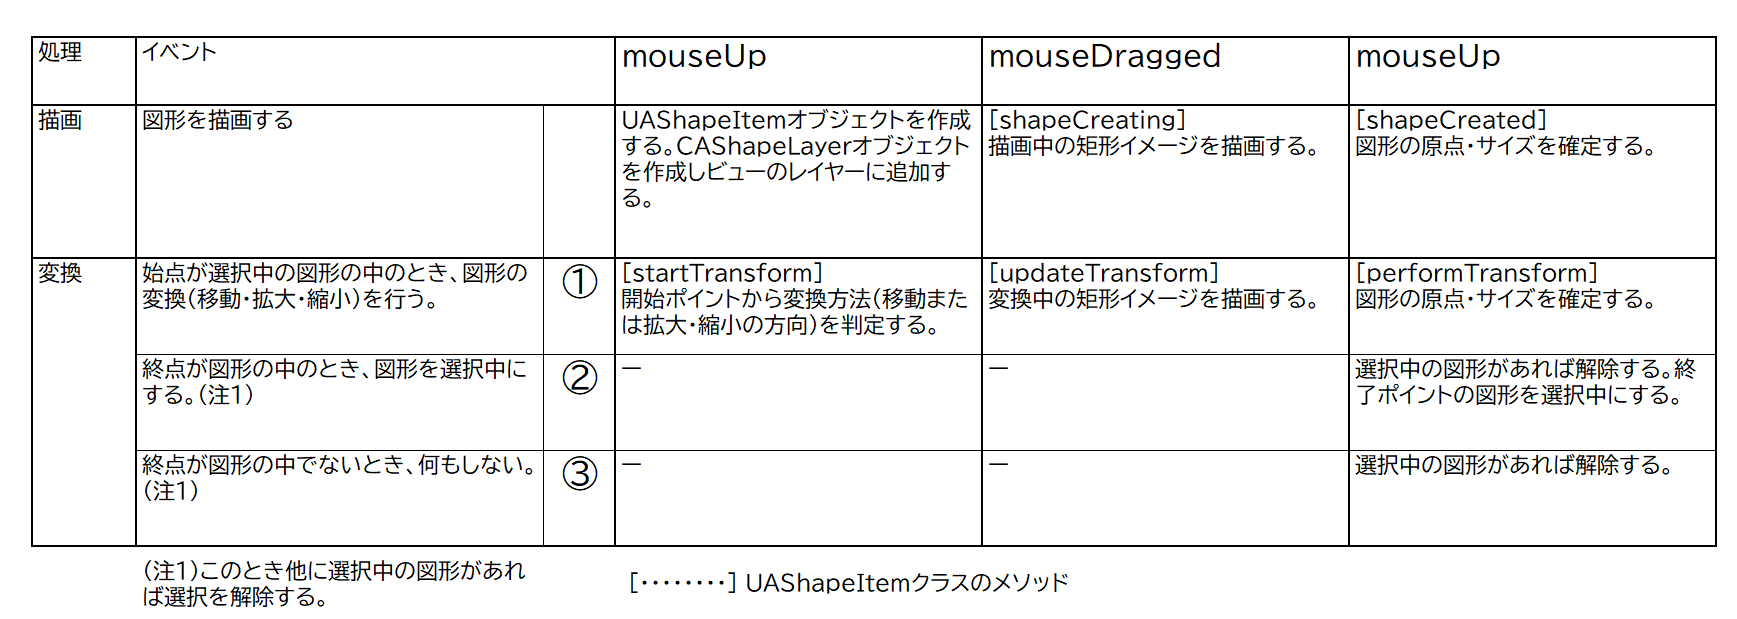 処理
イベント
mouseUp
mouseDragged
mouseUp
描画
図形を描画する
UAShapeItemオブジェクトを作成
する。CAShapeLayerオブジェクト
を作成しビューのレイヤーに追加す
る。
[shapeCreating]
描画中の矩形イメージを描画する。
[shapeCreated]
図形の原点・サイズを確定する。
変換
始点が選択中の図形の中のとき、図形の
変換(移動・拡大・縮小)を行う。
①
[startTransform]
開始ポイントから変換方法(移動また
は拡大・縮小の方向)を判定する。
[updateTransform]
変換中の矩形イメージを描画する。
[performTransform]
図形の原点・サイズを確定する。
終点が図形の中のとき、図形を選択中に
する。(注1)
②
ー
ー
選択中の図形があれば解除する。終
了ポイントの図形を選択中にする。
終点が図形の中でないとき、何もしない。
(注1)
③
ー
ー
選択中の図形があれば解除する。
(注1)このとき他に選択中の図形があれ
ば選択を解除する。
[・・・・・・・・] UAShapeItemクラスのメソッド